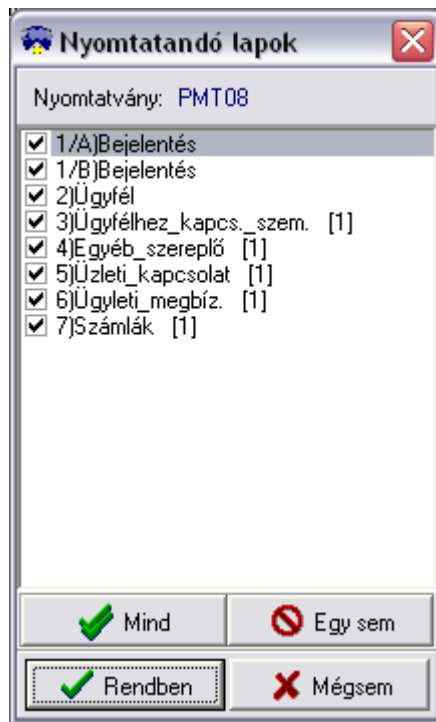 Nyomtatandó lapok
Nyomtatvány: PMT08
1/A)Bejelentés
1/B)Bejelentés
2)Ügyfél
3)Ügyfélhez_kapcs._szem. [1]
4)Egyéb_szereplő [1]
5)Üzleti_kapcsolat [1]
6)Ügyleti_megbíz. [1]
7)Számlák [1]
Mind
Egy sem
Rendben
Mégsem